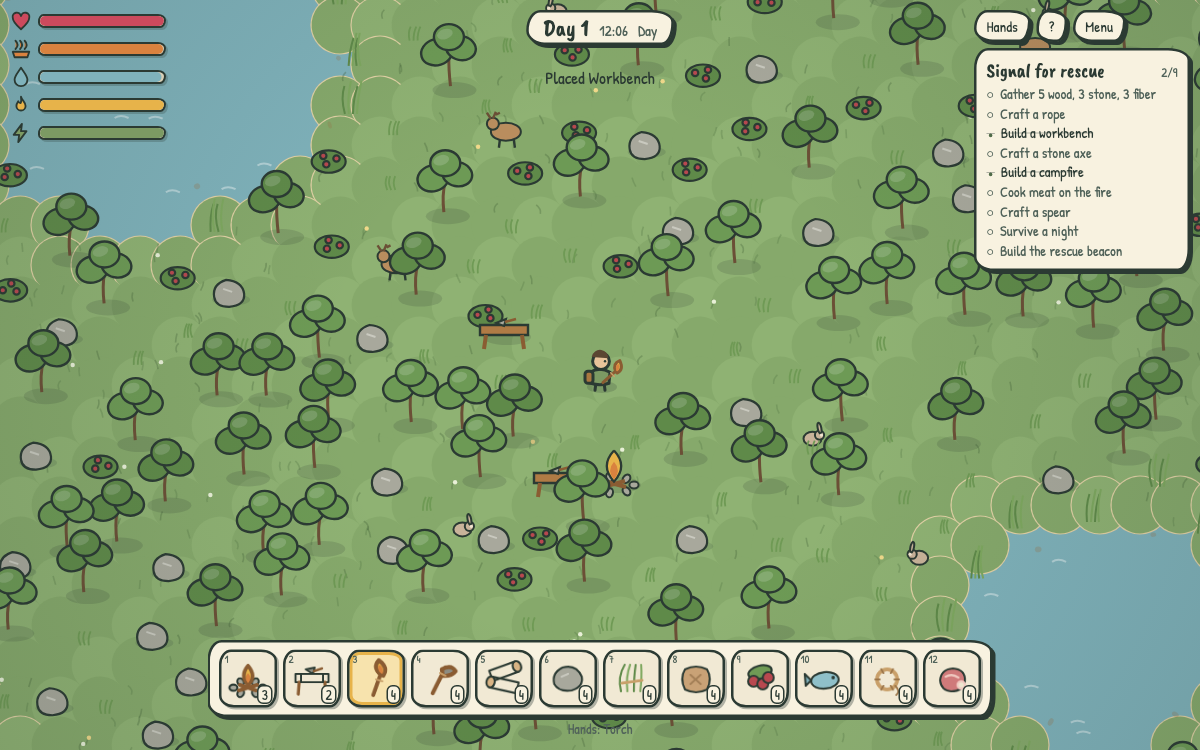 Day 1 12:06 Day
Placed Workbench
Hands ? Menu
Signal for rescue 2/9
Gather 5 wood, 3 stone, 3 fiber
Craft a rope
Build a workbench
Craft a stone axe
Build a campfire
Cook meat on the fire
Craft a spear
Survive a night
Build the rescue beacon
1 2 3 4 5 6 7 8 9 10 11 12
3 2 4 4 4 4 4 4 4 4 4 4
Hands: Torch